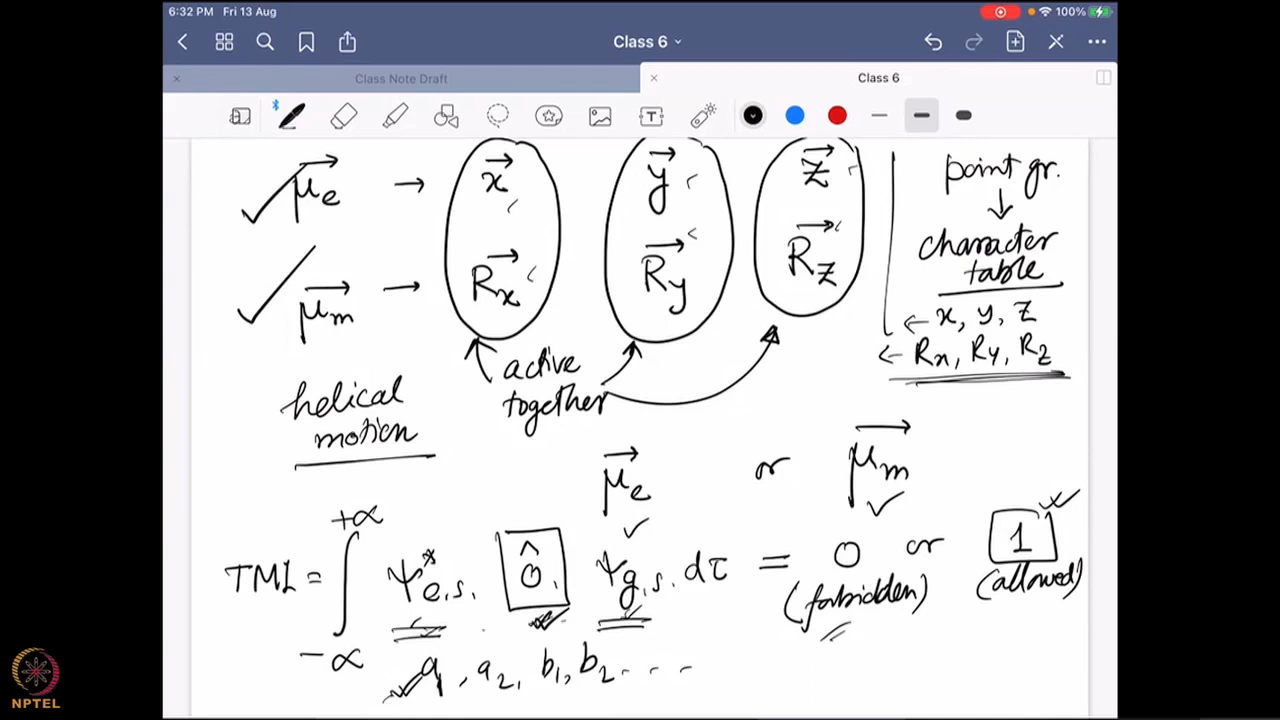 6:32 PM Fri 13 Aug 100%
Class 6
Class Note Draft Class 6
μe → x y z
point gr.
↓
character
table
μm → Rx Ry Rz
← x, y, z
← Rx, Ry, Rz
active
together
helical
motion
μe or μm
TMI = ∫ +α -α ψ*e.s. ô ψg.s. dτ = 0 or 1
(forbidden) (allowed)
a1, a2, b1, b2 . . . .
NPTEL